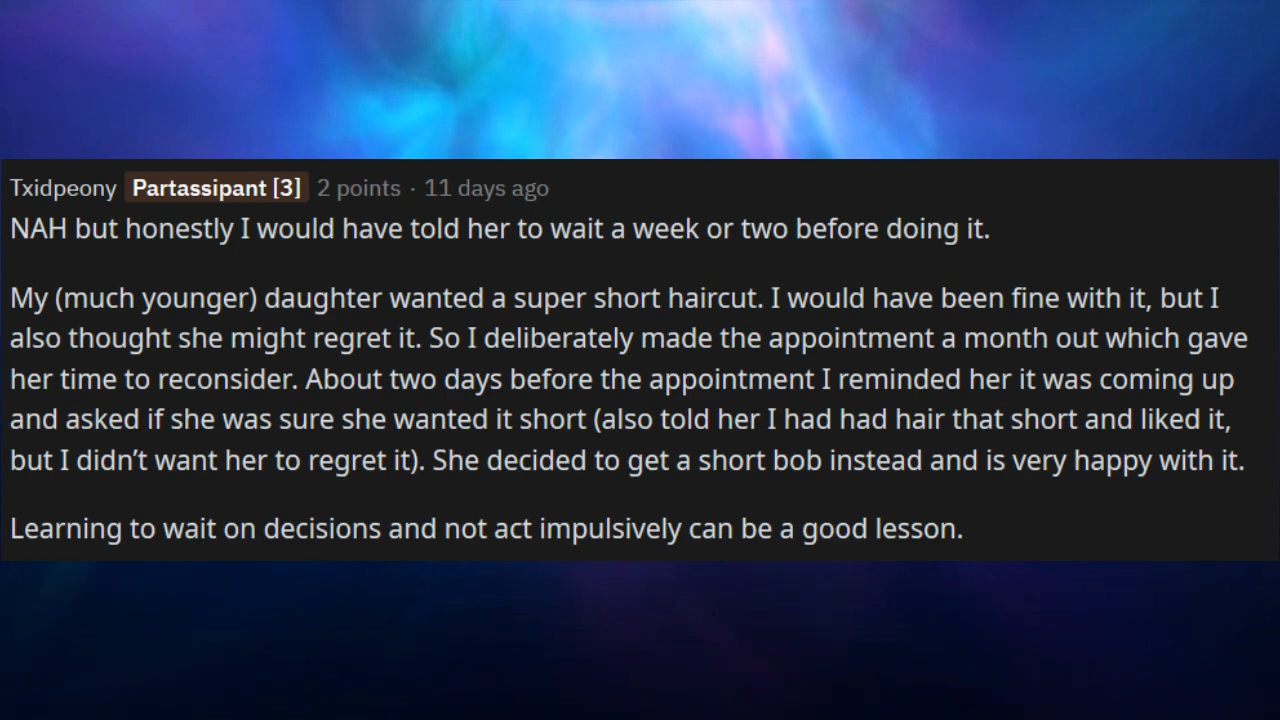 Txidpeony Partassipant [3] 2 points · 11 days ago
NAH but honestly I would have told her to wait a week or two before doing it.
My (much younger) daughter wanted a super short haircut. I would have been fine with it, but I
also thought she might regret it. So I deliberately made the appointment a month out which gave
her time to reconsider. About two days before the appointment I reminded her it was coming up
and asked if she was sure she wanted it short (also told her I had had hair that short and liked it,
but I didn’t want her to regret it). She decided to get a short bob instead and is very happy with it.
Learning to wait on decisions and not act impulsively can be a good lesson.